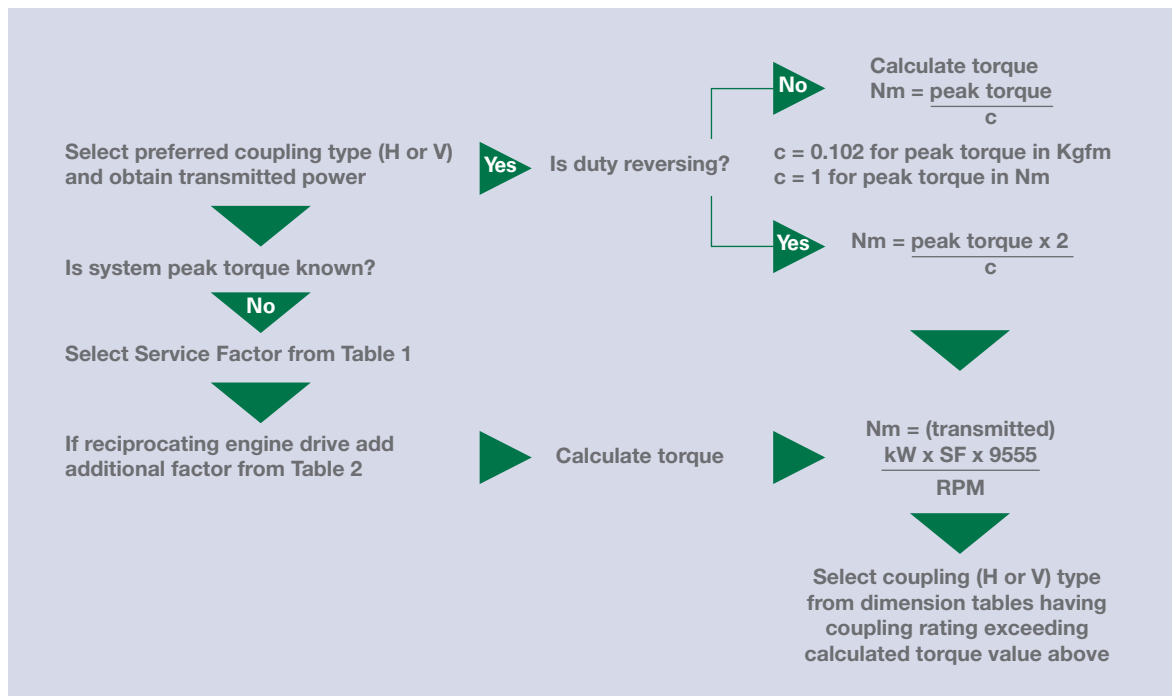 Select preferred coupling type (H or V)
and obtain transmitted power
Yes
Is duty reversing?
No
Calculate torque
Nm = peak torque
c
c = 0.102 for peak torque in Kgfm
c = 1 for peak torque in Nm
Yes
Nm = peak torque x 2
c
Is system peak torque known?
No
Select Service Factor from Table 1
If reciprocating engine drive add
additional factor from Table 2
Calculate torque
Nm = (transmitted)
kW x SF x 9555
RPM
Select coupling (H or V) type
from dimension tables having
coupling rating exceeding
calculated torque value above